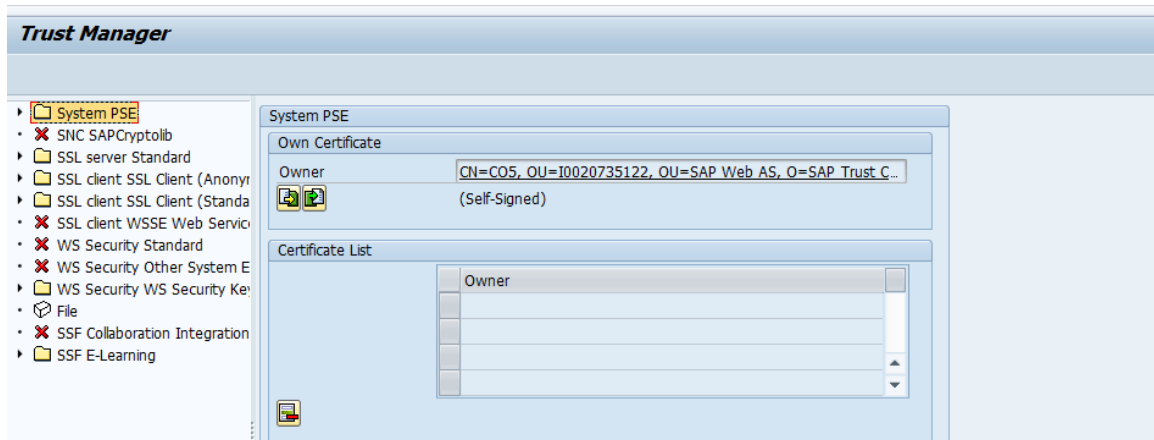 Trust Manager
System PSE
SNC SAPCryptolib
SSL server Standard
SSL client SSL Client (Anonyr
SSL client SSL Client (Standa
SSL client WSSE Web Servic
WS Security Standard
WS Security Other System E
WS Security WS Security Key
File
SSF Collaboration Integration
SSF E-Learning
System PSE
Own Certificate
Owner CN=CO5, OU=I0020735122, OU=SAP Web AS, O=SAP Trust C...
(Self-Signed)
Certificate List
Owner